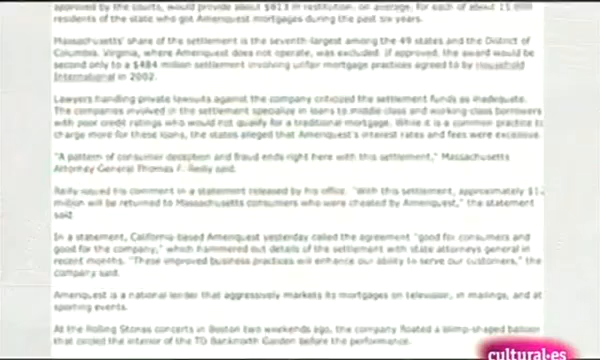 approved by the courts, would provide about $813 in restitution, on average, for each of about 15,000
residents of the state who got Ameriquest mortgages during the past six years.
Massachusetts' share of the settlement is the seventh-largest among the 49 states and the District of
Columbia. Virginia, where Ameriquest does not operate, was excluded. If approved, the award would be
second only to a $484 million settlement involving unfair mortgage practices agreed to by Household
International in 2002.
Lawyers handling private lawsuits against the company criticized the settlement funds as inadequate.
The companies involved in the settlement specialize in loans to middle-class and working-class borrowers
with poor credit ratings who would not qualify for a traditional mortgage. While it is a common practice to
charge more for these loans, the states alleged that Ameriquest's interest rates and fees were excessive.
"A pattern of consumer deception and fraud ends right here with this settlement," Massachusetts
Attorney General Thomas F. Reilly said.
Reilly issued his comment in a statement released by his office. "With this settlement, approximately
million will be returned to Massachusetts consumers who were cheated by Ameriquest," the statement
said.
In a statement, California-based Ameriquest yesterday called the agreement "good for consumers and
good for the company," which hammered out details of the settlement with state attorneys general in
recent months. "These improved business practices will enhance our ability to serve our customers," the
company said.
Ameriquest is a national lender that aggressively markets its mortgages on television, in mailings, and at
sporting events.
At the Rolling Stones concerts in Boston two weekends ago, the company floated a blimp-shaped balloon
that circled the interior of the TD Banknorth Garden before the performance.
cultural.es